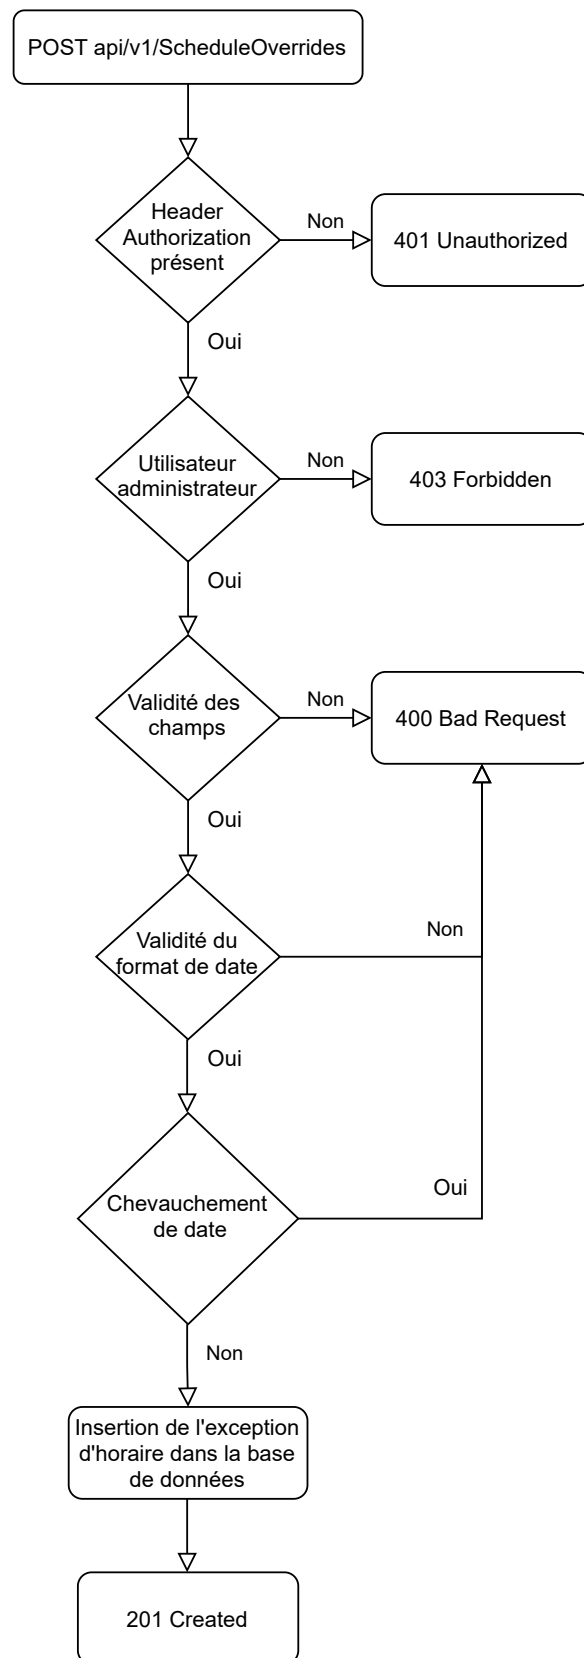 POST api/v1/ScheduleOverrides
Header
Authorization
présent
Non
401 Unauthorized
Oui
Utilisateur
administrateur
Non
403 Forbidden
Oui
Validité des
champs
Non
400 Bad Request
Oui
Validité du
format de date
Non
Oui
Chevauchement
de date
Oui
Non
Insertion de l'exception
d'horaire dans la base
de données
201 Created